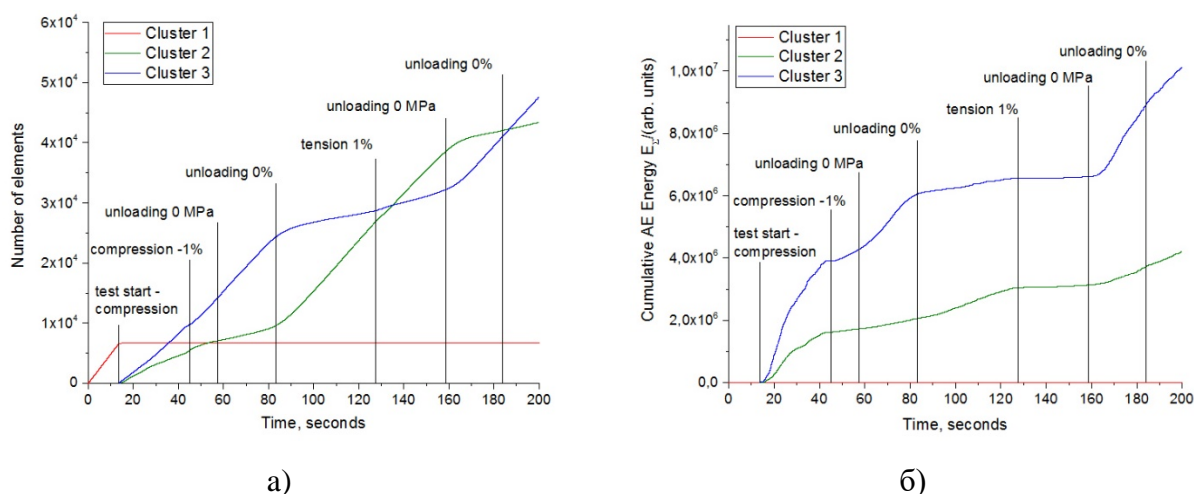 6x10⁴
5x10⁴
4x10⁴
3x10⁴
2x10⁴
1x10⁴
0
Number of elements
Cluster 1
Cluster 2
Cluster 3
unloading 0%
unloading 0 MPa
tension 1%
unloading 0%
unloading 0 MPa
compression -1%
test start -
compression
0 20 40 60 80 100 120 140 160 180 200
Time, seconds
a)
1,0x10⁷
8,0x10⁶
6,0x10⁶
4,0x10⁶
2,0x10⁶
0,0
Cumulative AE Energy E_Σ/(arb. units)
Cluster 1
Cluster 2
Cluster 3
unloading 0%
unloading 0 MPa
tension 1%
unloading 0%
unloading 0 MPa
compression -1%
test start -
compression
0 20 40 60 80 100 120 140 160 180 200
Time, seconds
б)